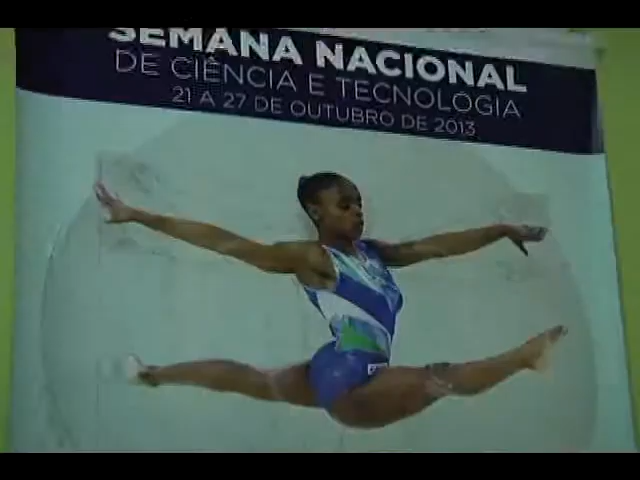 SEMANA NACIONAL
DE CIÊNCIA E TECNOLOGIA
21 A 27 DE OUTUBRO DE 2013